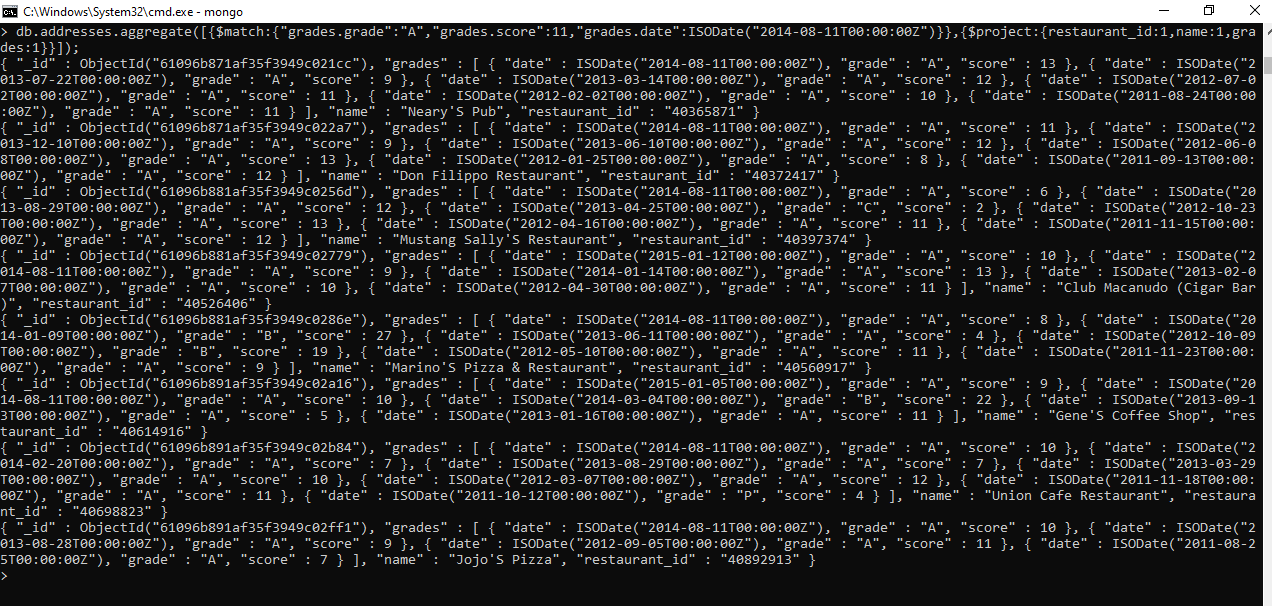 C:\Windows\System32\cmd.exe - mongo
> db.addresses.aggregate([{$match:{"grades.grade":"A","grades.score":11,"grades.date":ISODate("2014-08-11T00:00:00Z")}},{$project:{restaurant_id:1,name:1,gra
des:1}}]);
{ "_id" : ObjectId("61096b871af35f3949c021cc"), "grades" : [ { "date" : ISODate("2014-08-11T00:00:00Z"), "grade" : "A", "score" : 13 }, { "date" : ISODate("2
013-07-22T00:00:00Z"), "grade" : "A", "score" : 9 }, { "date" : ISODate("2013-03-14T00:00:00Z"), "grade" : "A", "score" : 12 }, { "date" : ISODate("2012-07-0
2T00:00:00Z"), "grade" : "A", "score" : 11 }, { "date" : ISODate("2012-02-02T00:00:00Z"), "grade" : "A", "score" : 10 }, { "date" : ISODate("2011-08-24T00:00
:00Z"), "grade" : "A", "score" : 11 } ], "name" : "Neary'S Pub", "restaurant_id" : "40365871" }
{ "_id" : ObjectId("61096b871af35f3949c022a7"), "grades" : [ { "date" : ISODate("2014-08-11T00:00:00Z"), "grade" : "A", "score" : 11 }, { "date" : ISODate("2
013-12-10T00:00:00Z"), "grade" : "A", "score" : 9 }, { "date" : ISODate("2013-06-10T00:00:00Z"), "grade" : "A", "score" : 12 }, { "date" : ISODate("2012-06-0
8T00:00:00Z"), "grade" : "A", "score" : 13 }, { "date" : ISODate("2012-01-25T00:00:00Z"), "grade" : "A", "score" : 8 }, { "date" : ISODate("2011-09-13T00:00:
00Z"), "grade" : "A", "score" : 12 } ], "name" : "Don Filippo Restaurant", "restaurant_id" : "40372417" }
{ "_id" : ObjectId("61096b881af35f3949c0256d"), "grades" : [ { "date" : ISODate("2014-08-11T00:00:00Z"), "grade" : "A", "score" : 6 }, { "date" : ISODate("20
13-08-29T00:00:00Z"), "grade" : "A", "score" : 12 }, { "date" : ISODate("2013-04-25T00:00:00Z"), "grade" : "C", "score" : 2 }, { "date" : ISODate("2012-10-23
T00:00:00Z"), "grade" : "A", "score" : 13 }, { "date" : ISODate("2012-04-16T00:00:00Z"), "grade" : "A", "score" : 11 }, { "date" : ISODate("2011-11-15T00:00:
00Z"), "grade" : "A", "score" : 12 } ], "name" : "Mustang Sally'S Restaurant", "restaurant_id" : "40397374" }
{ "_id" : ObjectId("61096b881af35f3949c02779"), "grades" : [ { "date" : ISODate("2015-01-12T00:00:00Z"), "grade" : "A", "score" : 10 }, { "date" : ISODate("2
014-08-11T00:00:00Z"), "grade" : "A", "score" : 9 }, { "date" : ISODate("2014-01-14T00:00:00Z"), "grade" : "A", "score" : 13 }, { "date" : ISODate("2013-02-0
7T00:00:00Z"), "grade" : "A", "score" : 10 }, { "date" : ISODate("2012-04-30T00:00:00Z"), "grade" : "A", "score" : 11 } ], "name" : "Club Macanudo (Cigar Bar
)", "restaurant_id" : "40526406" }
{ "_id" : ObjectId("61096b881af35f3949c0286e"), "grades" : [ { "date" : ISODate("2014-08-11T00:00:00Z"), "grade" : "A", "score" : 8 }, { "date" : ISODate("20
14-01-09T00:00:00Z"), "grade" : "B", "score" : 27 }, { "date" : ISODate("2013-06-11T00:00:00Z"), "grade" : "A", "score" : 4 }, { "date" : ISODate("2012-10-09
T00:00:00Z"), "grade" : "B", "score" : 19 }, { "date" : ISODate("2012-05-10T00:00:00Z"), "grade" : "A", "score" : 11 }, { "date" : ISODate("2011-11-23T00:00:
00Z"), "grade" : "A", "score" : 9 } ], "name" : "Marino'S Pizza & Restaurant", "restaurant_id" : "40560917" }
{ "_id" : ObjectId("61096b891af35f3949c02a16"), "grades" : [ { "date" : ISODate("2015-01-05T00:00:00Z"), "grade" : "A", "score" : 9 }, { "date" : ISODate("20
14-08-11T00:00:00Z"), "grade" : "A", "score" : 10 }, { "date" : ISODate("2014-03-04T00:00:00Z"), "grade" : "B", "score" : 22 }, { "date" : ISODate("2013-09-1
3T00:00:00Z"), "grade" : "A", "score" : 5 }, { "date" : ISODate("2013-01-16T00:00:00Z"), "grade" : "A", "score" : 11 } ], "name" : "Gene'S Coffee Shop", "res
taurant_id" : "40614916" }
{ "_id" : ObjectId("61096b891af35f3949c02b84"), "grades" : [ { "date" : ISODate("2014-08-11T00:00:00Z"), "grade" : "A", "score" : 10 }, { "date" : ISODate("2
014-02-20T00:00:00Z"), "grade" : "A", "score" : 7 }, { "date" : ISODate("2013-08-29T00:00:00Z"), "grade" : "A", "score" : 7 }, { "date" : ISODate("2013-03-29
T00:00:00Z"), "grade" : "A", "score" : 10 }, { "date" : ISODate("2012-03-07T00:00:00Z"), "grade" : "A", "score" : 12 }, { "date" : ISODate("2011-11-18T00:00:
00Z"), "grade" : "A", "score" : 11 }, { "date" : ISODate("2011-10-12T00:00:00Z"), "grade" : "P", "score" : 4 } ], "name" : "Union Cafe Restaurant", "restaura
nt_id" : "40698823" }
{ "_id" : ObjectId("61096b891af35f3949c02ff1"), "grades" : [ { "date" : ISODate("2014-08-11T00:00:00Z"), "grade" : "A", "score" : 10 }, { "date" : ISODate("2
013-08-28T00:00:00Z"), "grade" : "A", "score" : 9 }, { "date" : ISODate("2012-09-05T00:00:00Z"), "grade" : "A", "score" : 11 }, { "date" : ISODate("2011-08-2
5T00:00:00Z"), "grade" : "A", "score" : 7 } ], "name" : "Jojo'S Pizza", "restaurant_id" : "40892913" }
>